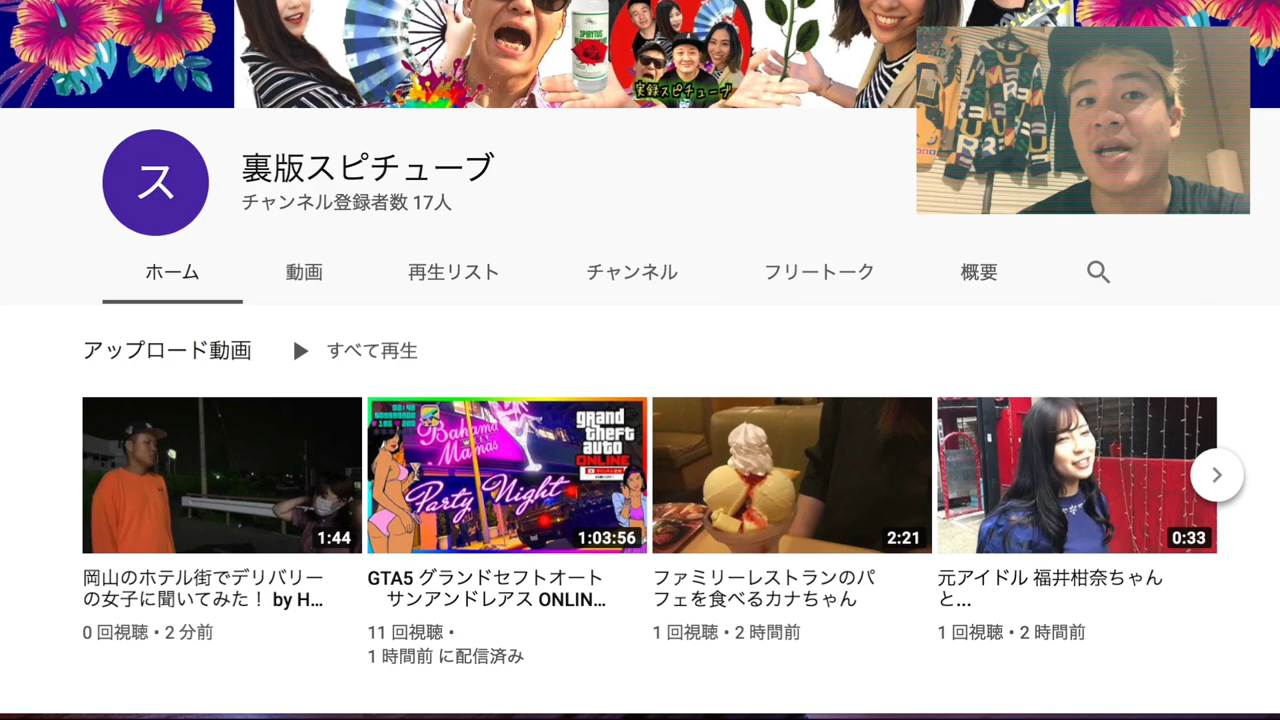 SPIRYTUS
実録スピチューブ
ス
裏版スピチューブ
チャンネル登録者数 17人
ホーム
動画
再生リスト
チャンネル
フリートーク
概要
アップロード動画
すべて再生
1:44
Bahama
Mamas
Party Night
grand
theft
auto
ONLINE
1:03:56
2:21
0:33
岡山のホテル街でデリバリー
の女子に聞いてみた！ by H...
0 回視聴・2 分前
GTA5 グランドセフトオート
サンアンドレアス ONLIN...
11 回視聴・
1 時間前 に配信済み
ファミリーレストランのパ
フェを食べるカナちゃん
1 回視聴・2 時間前
元アイドル 福井柑奈ちゃん
と...
1 回視聴・2 時間前